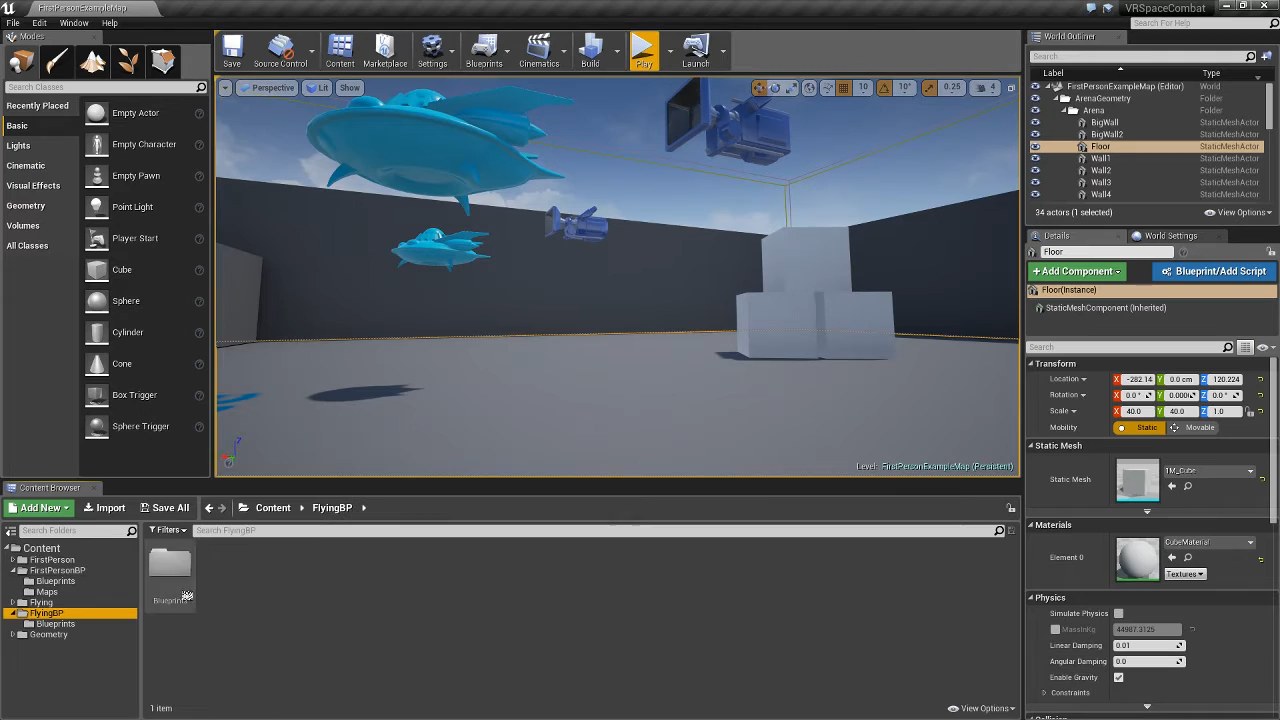 FirstPersonExampleMap
VRSpaceCombat
File Edit Window Help
Search For Help
Modes
Search Classes
Recently Placed
Basic
Lights
Cinematic
Visual Effects
Geometry
Volumes
All Classes
Empty Actor
Empty Character
Empty Pawn
Point Light
Player Start
Cube
Sphere
Cylinder
Cone
Box Trigger
Sphere Trigger
Save
Source Control
Content
Marketplace
Settings
Blueprints
Cinematics
Build
Play
Launch
Perspective Lit Show
10 10° 0.25 4
Level: FirstPersonExampleMap (Persistent)
World Outliner
Search
Label Type
FirstPersonExampleMap (Editor) World
ArenaGeometry Folder
Arena Folder
BigWall StaticMeshActor
BigWall2 StaticMeshActor
Floor StaticMeshActor
Wall1 StaticMeshActor
Wall2 StaticMeshActor
Wall3 StaticMeshActor
Wall4 StaticMeshActor
34 actors (1 selected) View Options
Details World Settings
Floor
+Add Component Blueprint/Add Script
Floor(Instance)
StaticMeshComponent (Inherited)
Search
Transform
Location X -282.14 Y 0.0 cm Z 120.224
Rotation X 0.0 ° Y 0.000 Z 0.0 °
Scale X 40.0 Y 40.0 Z 1.0
Mobility Static Movable
Static Mesh
Static Mesh 1M_Cube
Materials
Element 0 CubeMaterial
Textures
Physics
Simulate Physics
MassInKg 44987.3125
Linear Damping 0.01
Angular Damping 0.0
Enable Gravity
Constraints
Content Browser
Add New Import Save All Content FlyingBP
Search Folders
Filters Search FlyingBP
Content
FirstPerson
FirstPersonBP
Blueprints
Maps
Flying
FlyingBP
Blueprints
Geometry
Blueprints
1 item View Options